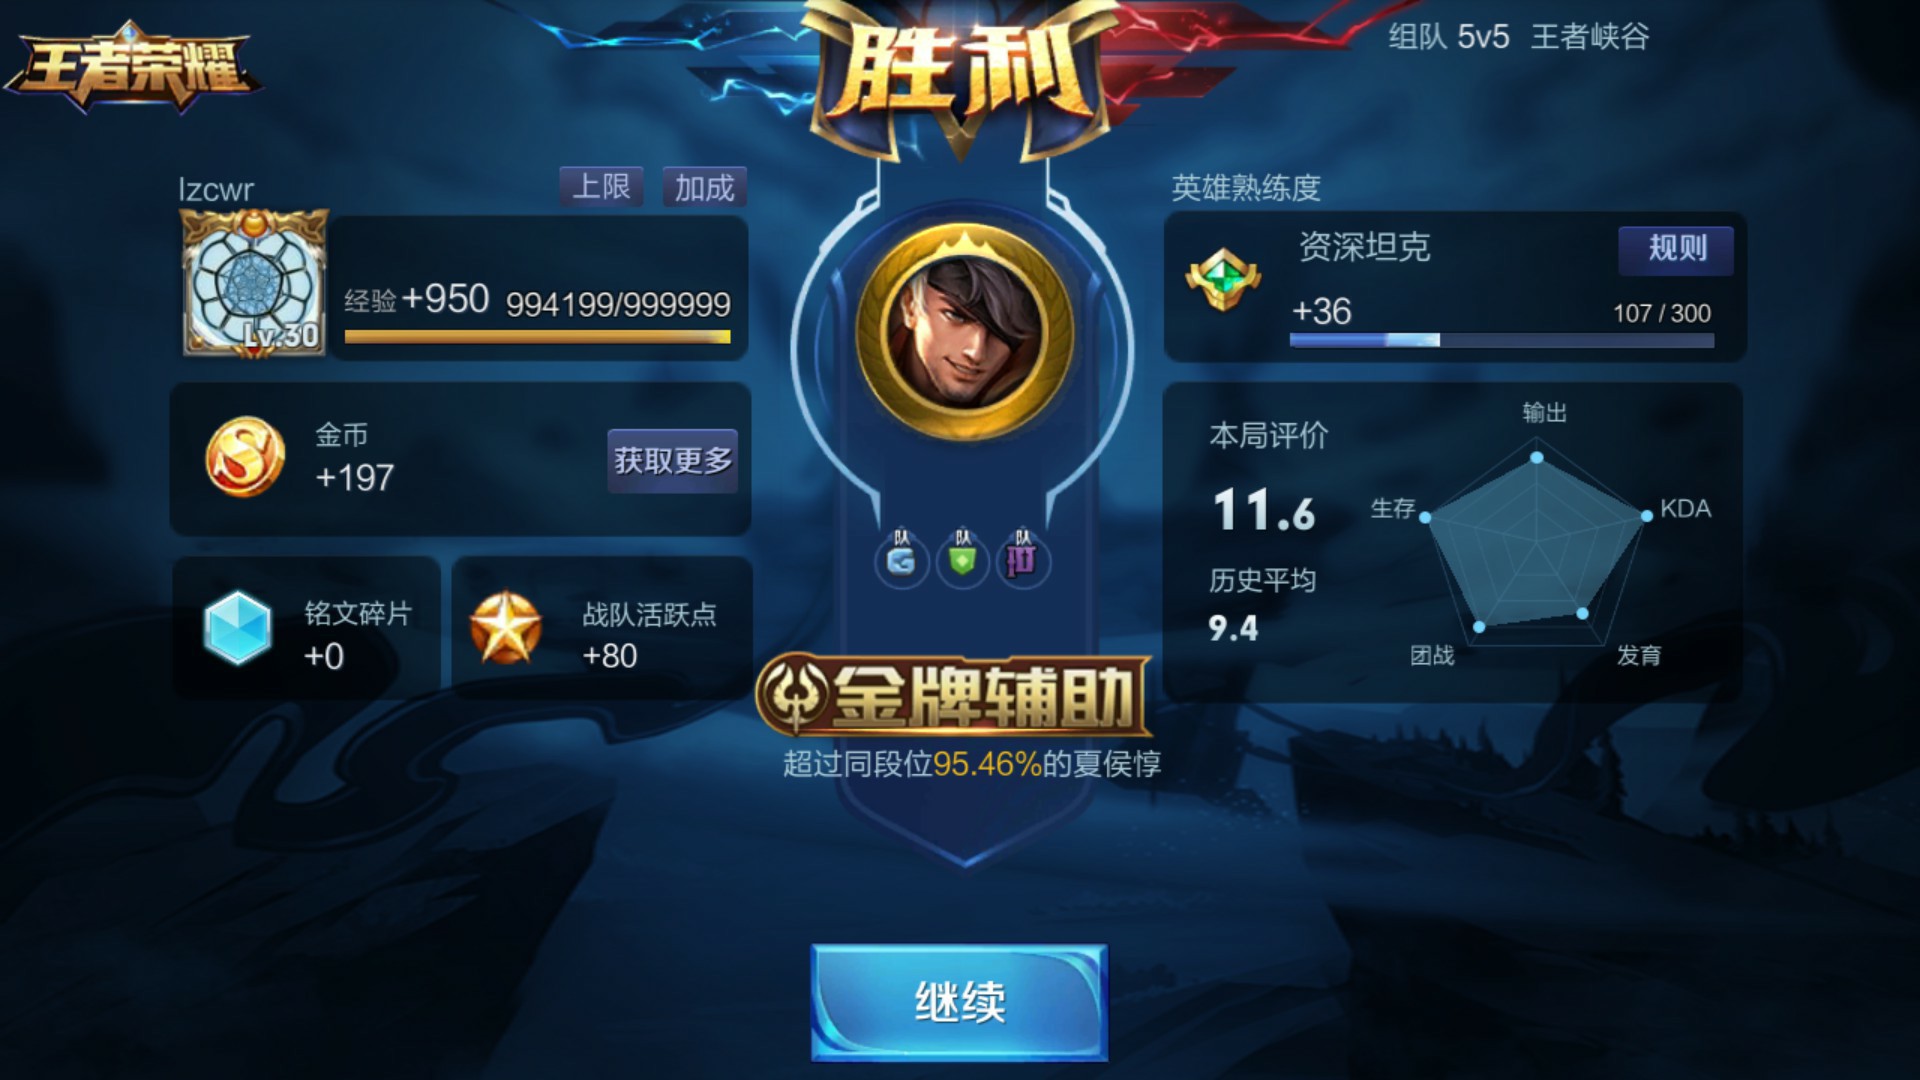 王者荣耀
胜利
组队 5v5 王者峡谷
lzcwr
上限
加成
Lv.30
经验 +950 994199/999999
金币
+197
获取更多
铭文碎片
+0
战队活跃点
+80
队 队 队
金牌辅助
超过同段位95.46%的夏侯惇
英雄熟练度
资深坦克
规则
+36
107 / 300
本局评价
11.6
历史平均
9.4
输出
生存
KDA
团战
发育
继续